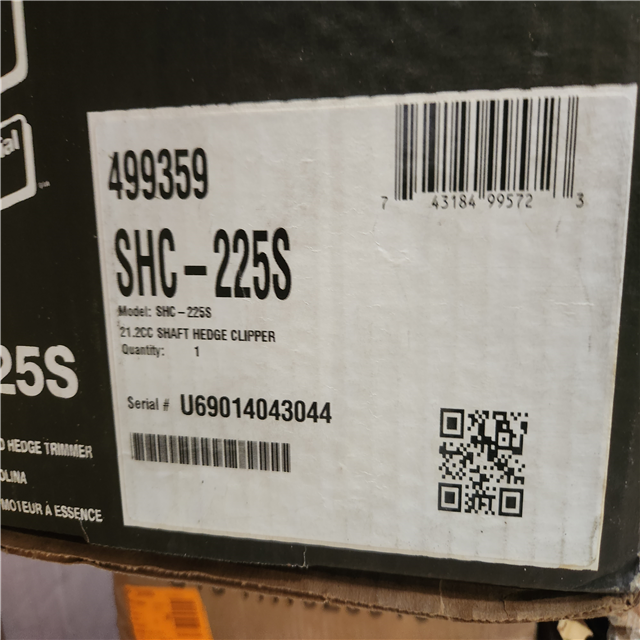 499359
7 43184 99572 3
SHC-225S
Model: SHC-225S
21.2CC SHAFT HEDGE CLIPPER
Quantity: 1
Serial # U69014043044
25S
HEDGE TRIMMER
MOTEUR À ESSENCE